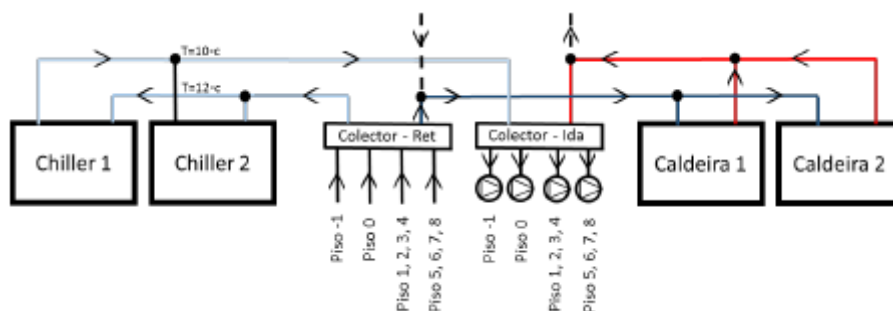 T=10ºc
T=12ºc
Chiller 1
Chiller 2
Colector - Ret
Colector - Ida
Caldeira 1
Caldeira 2
Piso -1
Piso 0
Piso 1, 2, 3, 4
Piso 5, 6, 7, 8
Piso -1
Piso 0
Piso 1, 2, 3, 4
Piso 5, 6, 7, 8